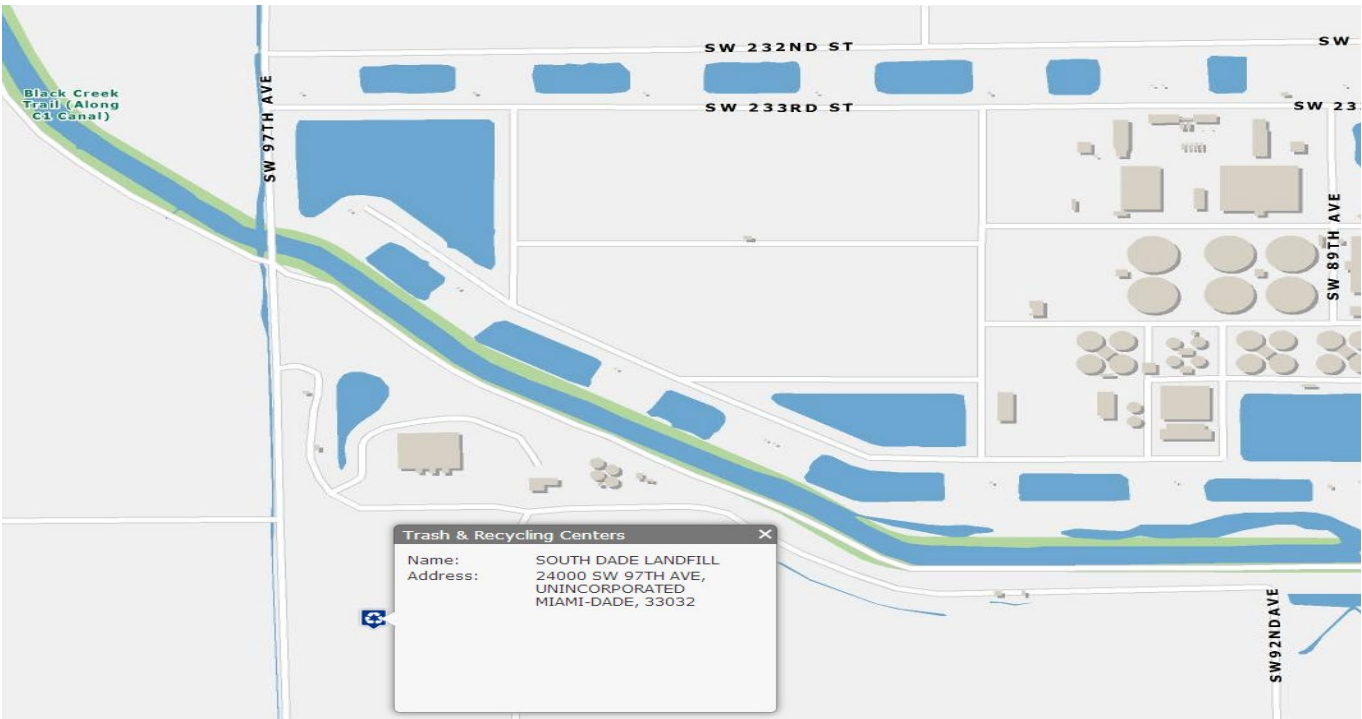 SW 232ND ST
SW
Black Creek
Trail (Along
C1 Canal)
SW 97TH AVE
SW 233RD ST
SW 23
SW 89TH AVE
Trash & Recycling Centers
Name: SOUTH DADE LANDFILL
Address: 24000 SW 97TH AVE,
UNINCORPORATED
MIAMI-DADE, 33032
SW92NDAVE